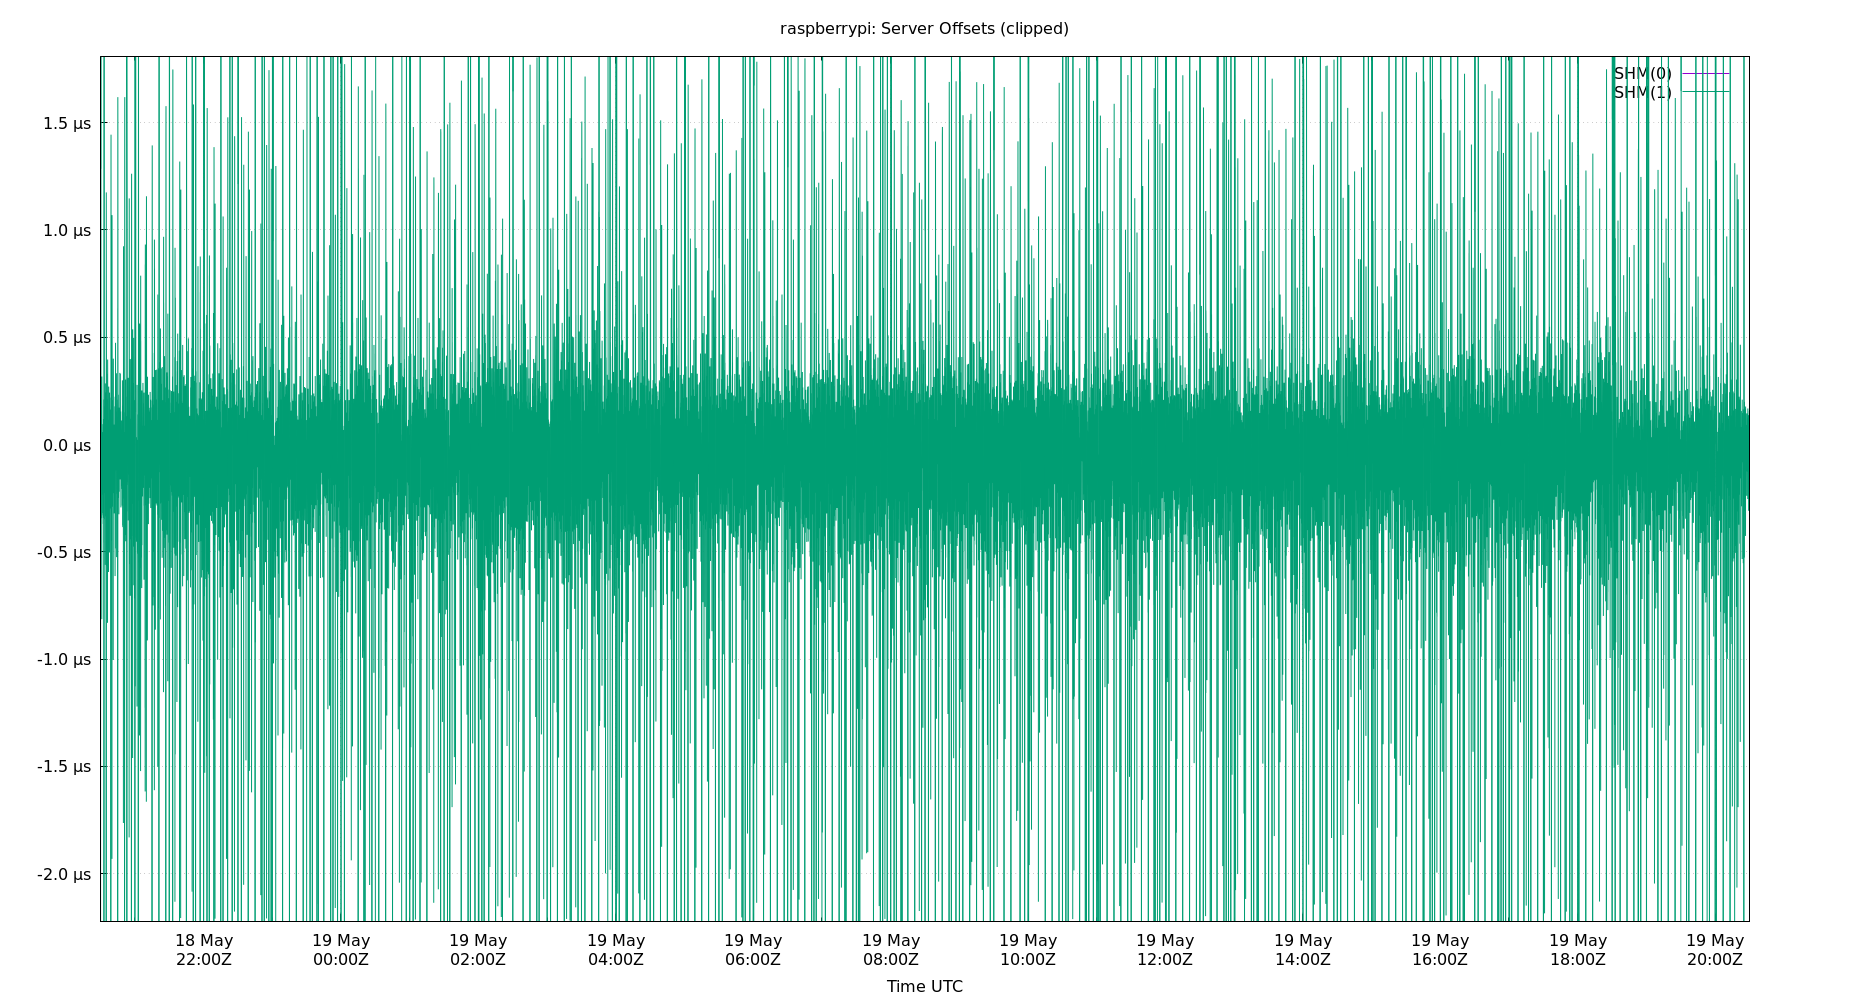 raspberrypi: Server Offsets (clipped)
SHM(0)
SHM(1)
1.5 µs
1.0 µs
0.5 µs
0.0 µs
-0.5 µs
-1.0 µs
-1.5 µs
-2.0 µs
18 May 19 May 19 May 19 May 19 May 19 May 19 May 19 May 19 May 19 May 19 May 19 May
22:00Z 00:00Z 02:00Z 04:00Z 06:00Z 08:00Z 10:00Z 12:00Z 14:00Z 16:00Z 18:00Z 20:00Z
Time UTC